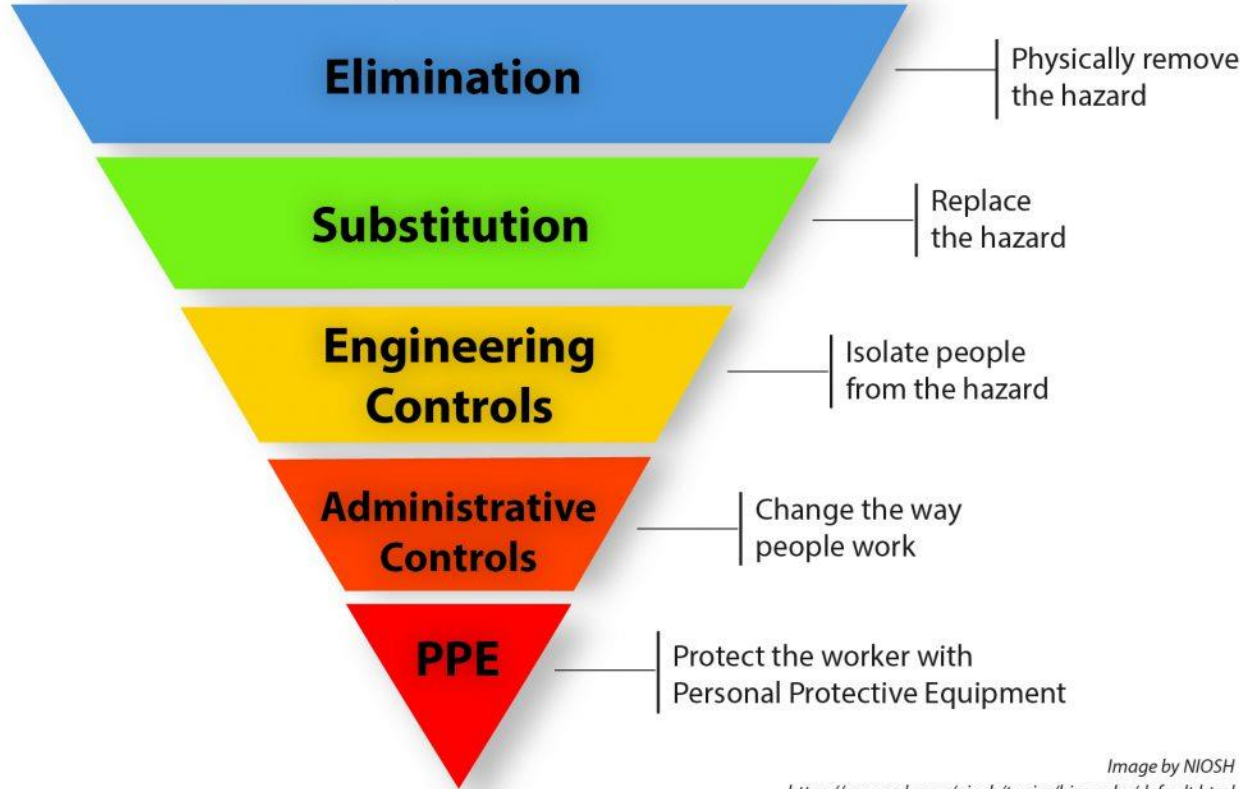 Elimination
Physically remove
the hazard
Substitution
Replace
the hazard
Engineering
Controls
Isolate people
from the hazard
Administrative
Controls
Change the way
people work
PPE
Protect the worker with
Personal Protective Equipment
Image by NIOSH